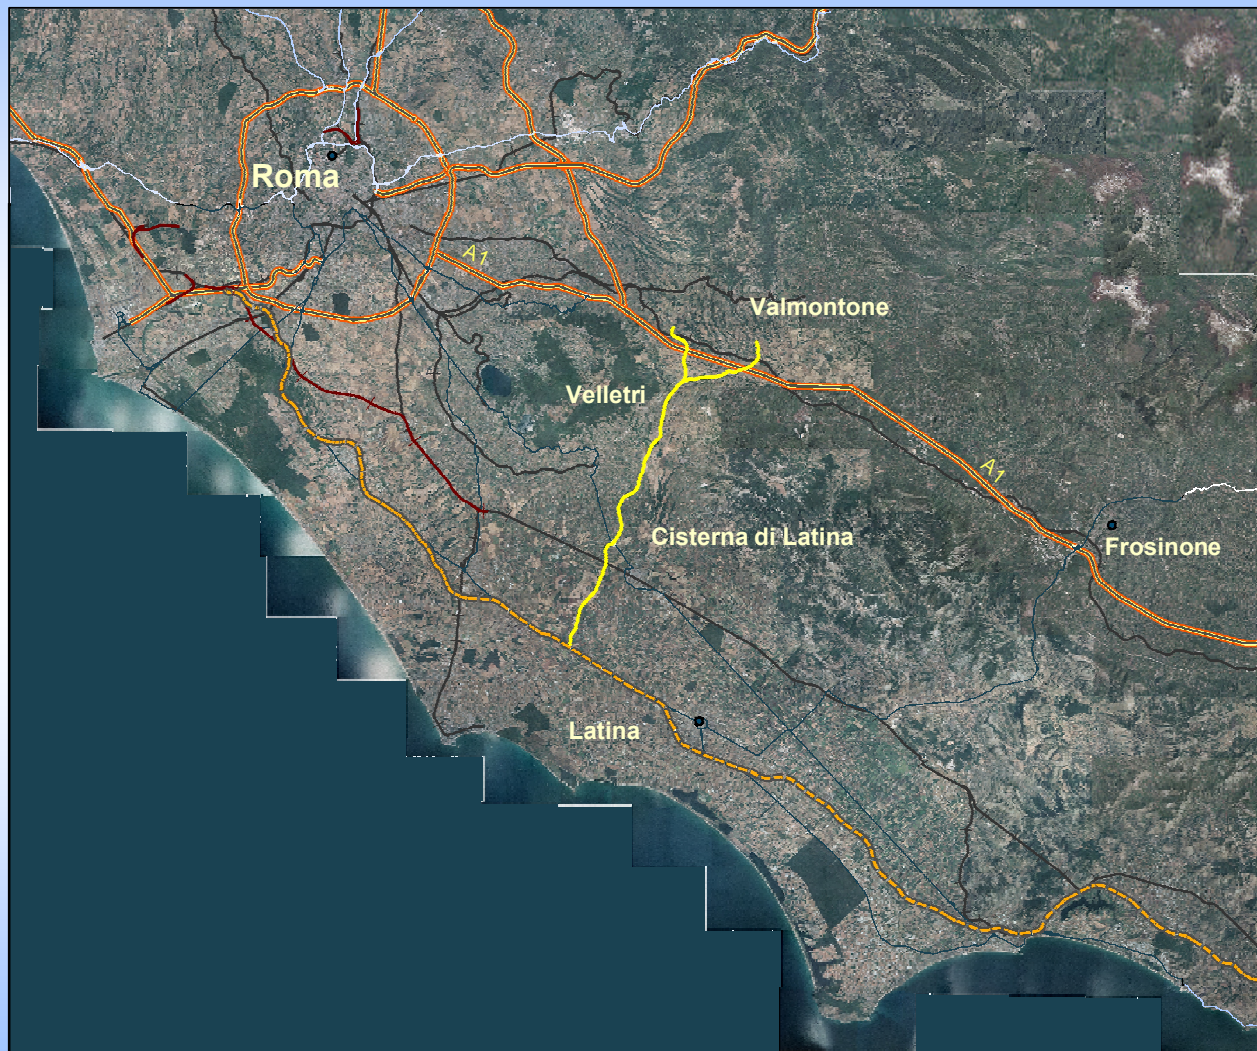 Roma
A1
Valmontone
Velletri
A1
Cisterna di Latina
Frosinone
Latina